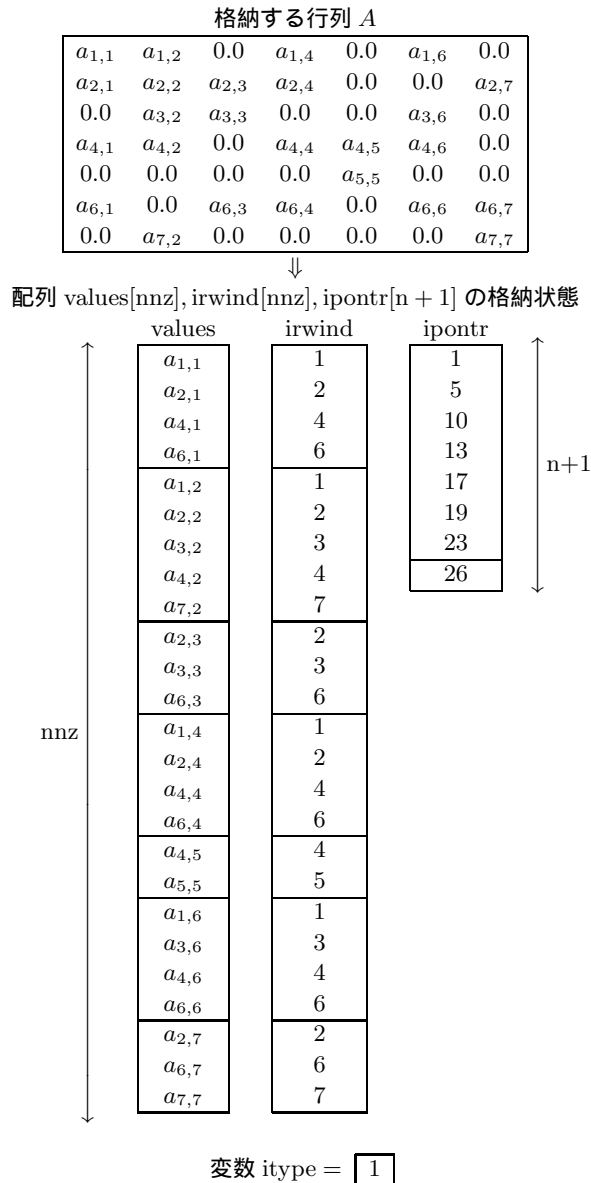 格納する行列 A
a1,1 a1,2 0.0 a1,4 0.0 a1,6 0.0
a2,1 a2,2 a2,3 a2,4 0.0 0.0 a2,7
0.0 a3,2 a3,3 0.0 0.0 a3,6 0.0
a4,1 a4,2 0.0 a4,4 a4,5 a4,6 0.0
0.0 0.0 0.0 0.0 a5,5 0.0 0.0
a6,1 0.0 a6,3 a6,4 0.0 a6,6 a6,7
0.0 a7,2 0.0 0.0 0.0 0.0 a7,7
⇓
配列 values[nnz], irwind[nnz], ipontr[n + 1] の格納状態
values irwind ipontr
a1,1 1 1
a2,1 2 5
a4,1 4 10
a6,1 6 13
n+1
a1,2 1 17
a2,2 2 19
a3,2 3 23
a4,2 4 26
a7,2 7
a2,3 2
a3,3 3
a6,3 6
nnz
a1,4 1
a2,4 2
a4,4 4
a6,4 6
a4,5 4
a5,5 5
a1,6 1
a3,6 3
a4,6 4
a6,6 6
a2,7 2
a6,7 6
a7,7 7
変数 itype = 1